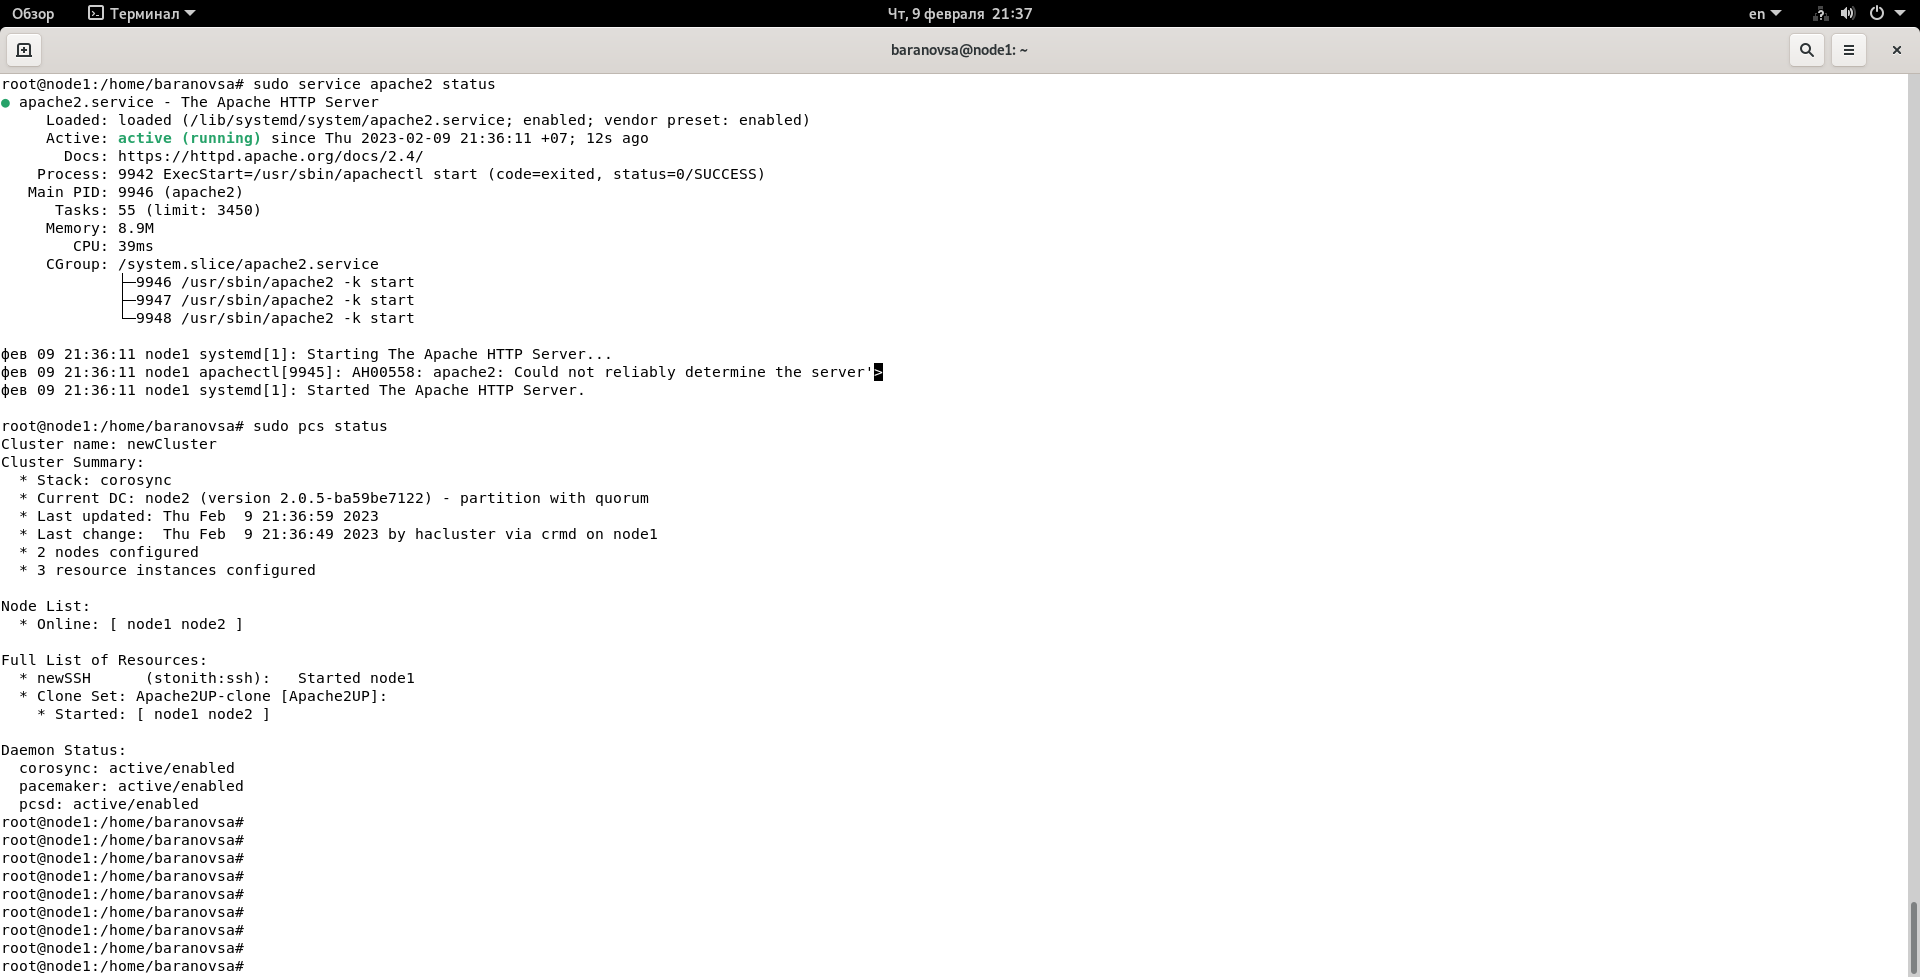 Обзор Терминал Чт, 9 февраля 21:37 en
baranovsa@node1: ~
root@node1:/home/baranovsa# sudo service apache2 status
● apache2.service - The Apache HTTP Server
     Loaded: loaded (/lib/systemd/system/apache2.service; enabled; vendor preset: enabled)
     Active: active (running) since Thu 2023-02-09 21:36:11 +07; 12s ago
       Docs: https://httpd.apache.org/docs/2.4/
    Process: 9942 ExecStart=/usr/sbin/apachectl start (code=exited, status=0/SUCCESS)
   Main PID: 9946 (apache2)
      Tasks: 55 (limit: 3450)
     Memory: 8.9M
        CPU: 39ms
     CGroup: /system.slice/apache2.service
             ├─9946 /usr/sbin/apache2 -k start
             ├─9947 /usr/sbin/apache2 -k start
             └─9948 /usr/sbin/apache2 -k start
фев 09 21:36:11 node1 systemd[1]: Starting The Apache HTTP Server...
фев 09 21:36:11 node1 apachectl[9945]: AH00558: apache2: Could not reliably determine the server'>
фев 09 21:36:11 node1 systemd[1]: Started The Apache HTTP Server.
root@node1:/home/baranovsa# sudo pcs status
Cluster name: newCluster
Cluster Summary:
  * Stack: corosync
  * Current DC: node2 (version 2.0.5-ba59be7122) - partition with quorum
  * Last updated: Thu Feb  9 21:36:59 2023
  * Last change:  Thu Feb  9 21:36:49 2023 by hacluster via crmd on node1
  * 2 nodes configured
  * 3 resource instances configured
Node List:
  * Online: [ node1 node2 ]
Full List of Resources:
  * newSSH      (stonith:ssh):   Started node1
  * Clone Set: Apache2UP-clone [Apache2UP]:
    * Started: [ node1 node2 ]
Daemon Status:
  corosync: active/enabled
  pacemaker: active/enabled
  pcsd: active/enabled
root@node1:/home/baranovsa#
root@node1:/home/baranovsa#
root@node1:/home/baranovsa#
root@node1:/home/baranovsa#
root@node1:/home/baranovsa#
root@node1:/home/baranovsa#
root@node1:/home/baranovsa#
root@node1:/home/baranovsa#
root@node1:/home/baranovsa#